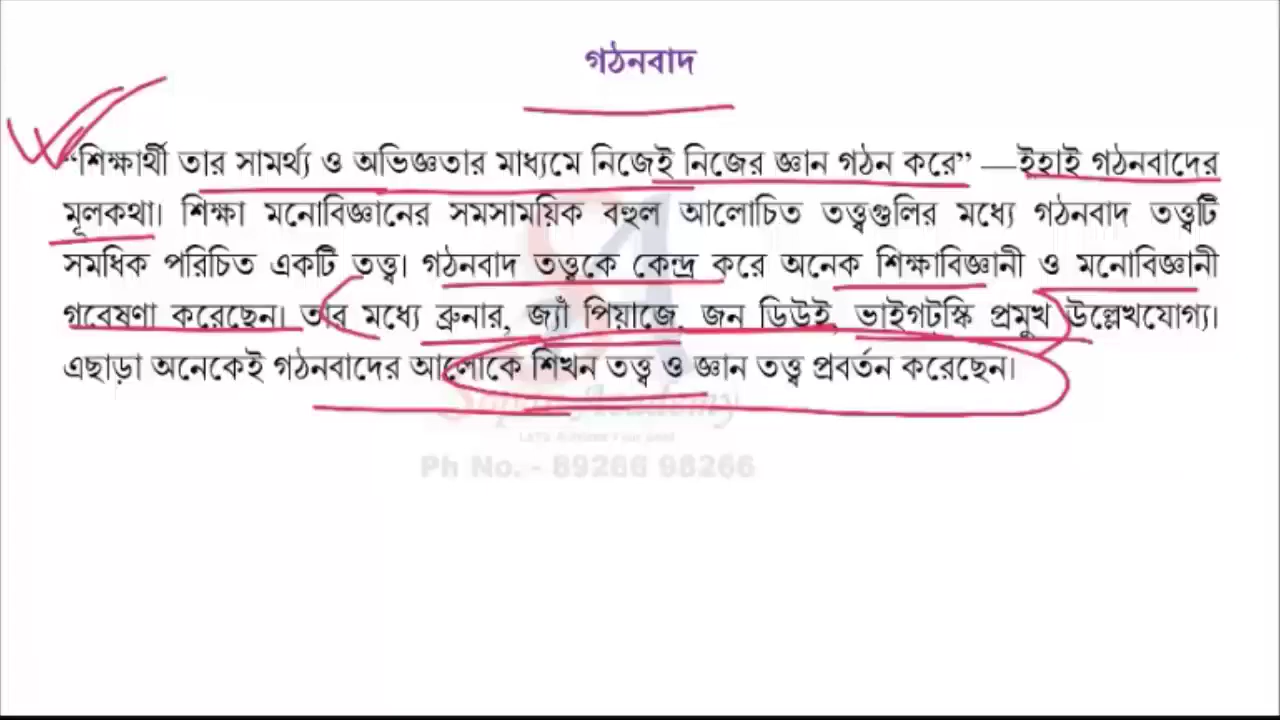 গঠনবাদ
“শিক্ষার্থী তার সামর্থ্য ও অভিজ্ঞতার মাধ্যমে নিজেই নিজের জ্ঞান গঠন করে” —ইহাই গঠনবাদের
মূলকথা। শিক্ষা মনোবিজ্ঞানের সমসাময়িক বহুল আলোচিত তত্ত্বগুলির মধ্যে গঠনবাদ তত্ত্বটি
সমধিক পরিচিত একটি তত্ত্ব। গঠনবাদ তত্ত্বকে কেন্দ্র করে অনেক শিক্ষাবিজ্ঞানী ও মনোবিজ্ঞানী
গবেষণা করেছেন। তার মধ্যে ব্রুনার, জ্যাঁ পিয়াজে, জন ডিউই, ভাইগটস্কি প্রমুখ উল্লেখযোগ্য।
এছাড়া অনেকেই গঠনবাদের আলোকে শিখন তত্ত্ব ও জ্ঞান তত্ত্ব প্রবর্তন করেছেন।
Academy
Ph No. - 89266 98266